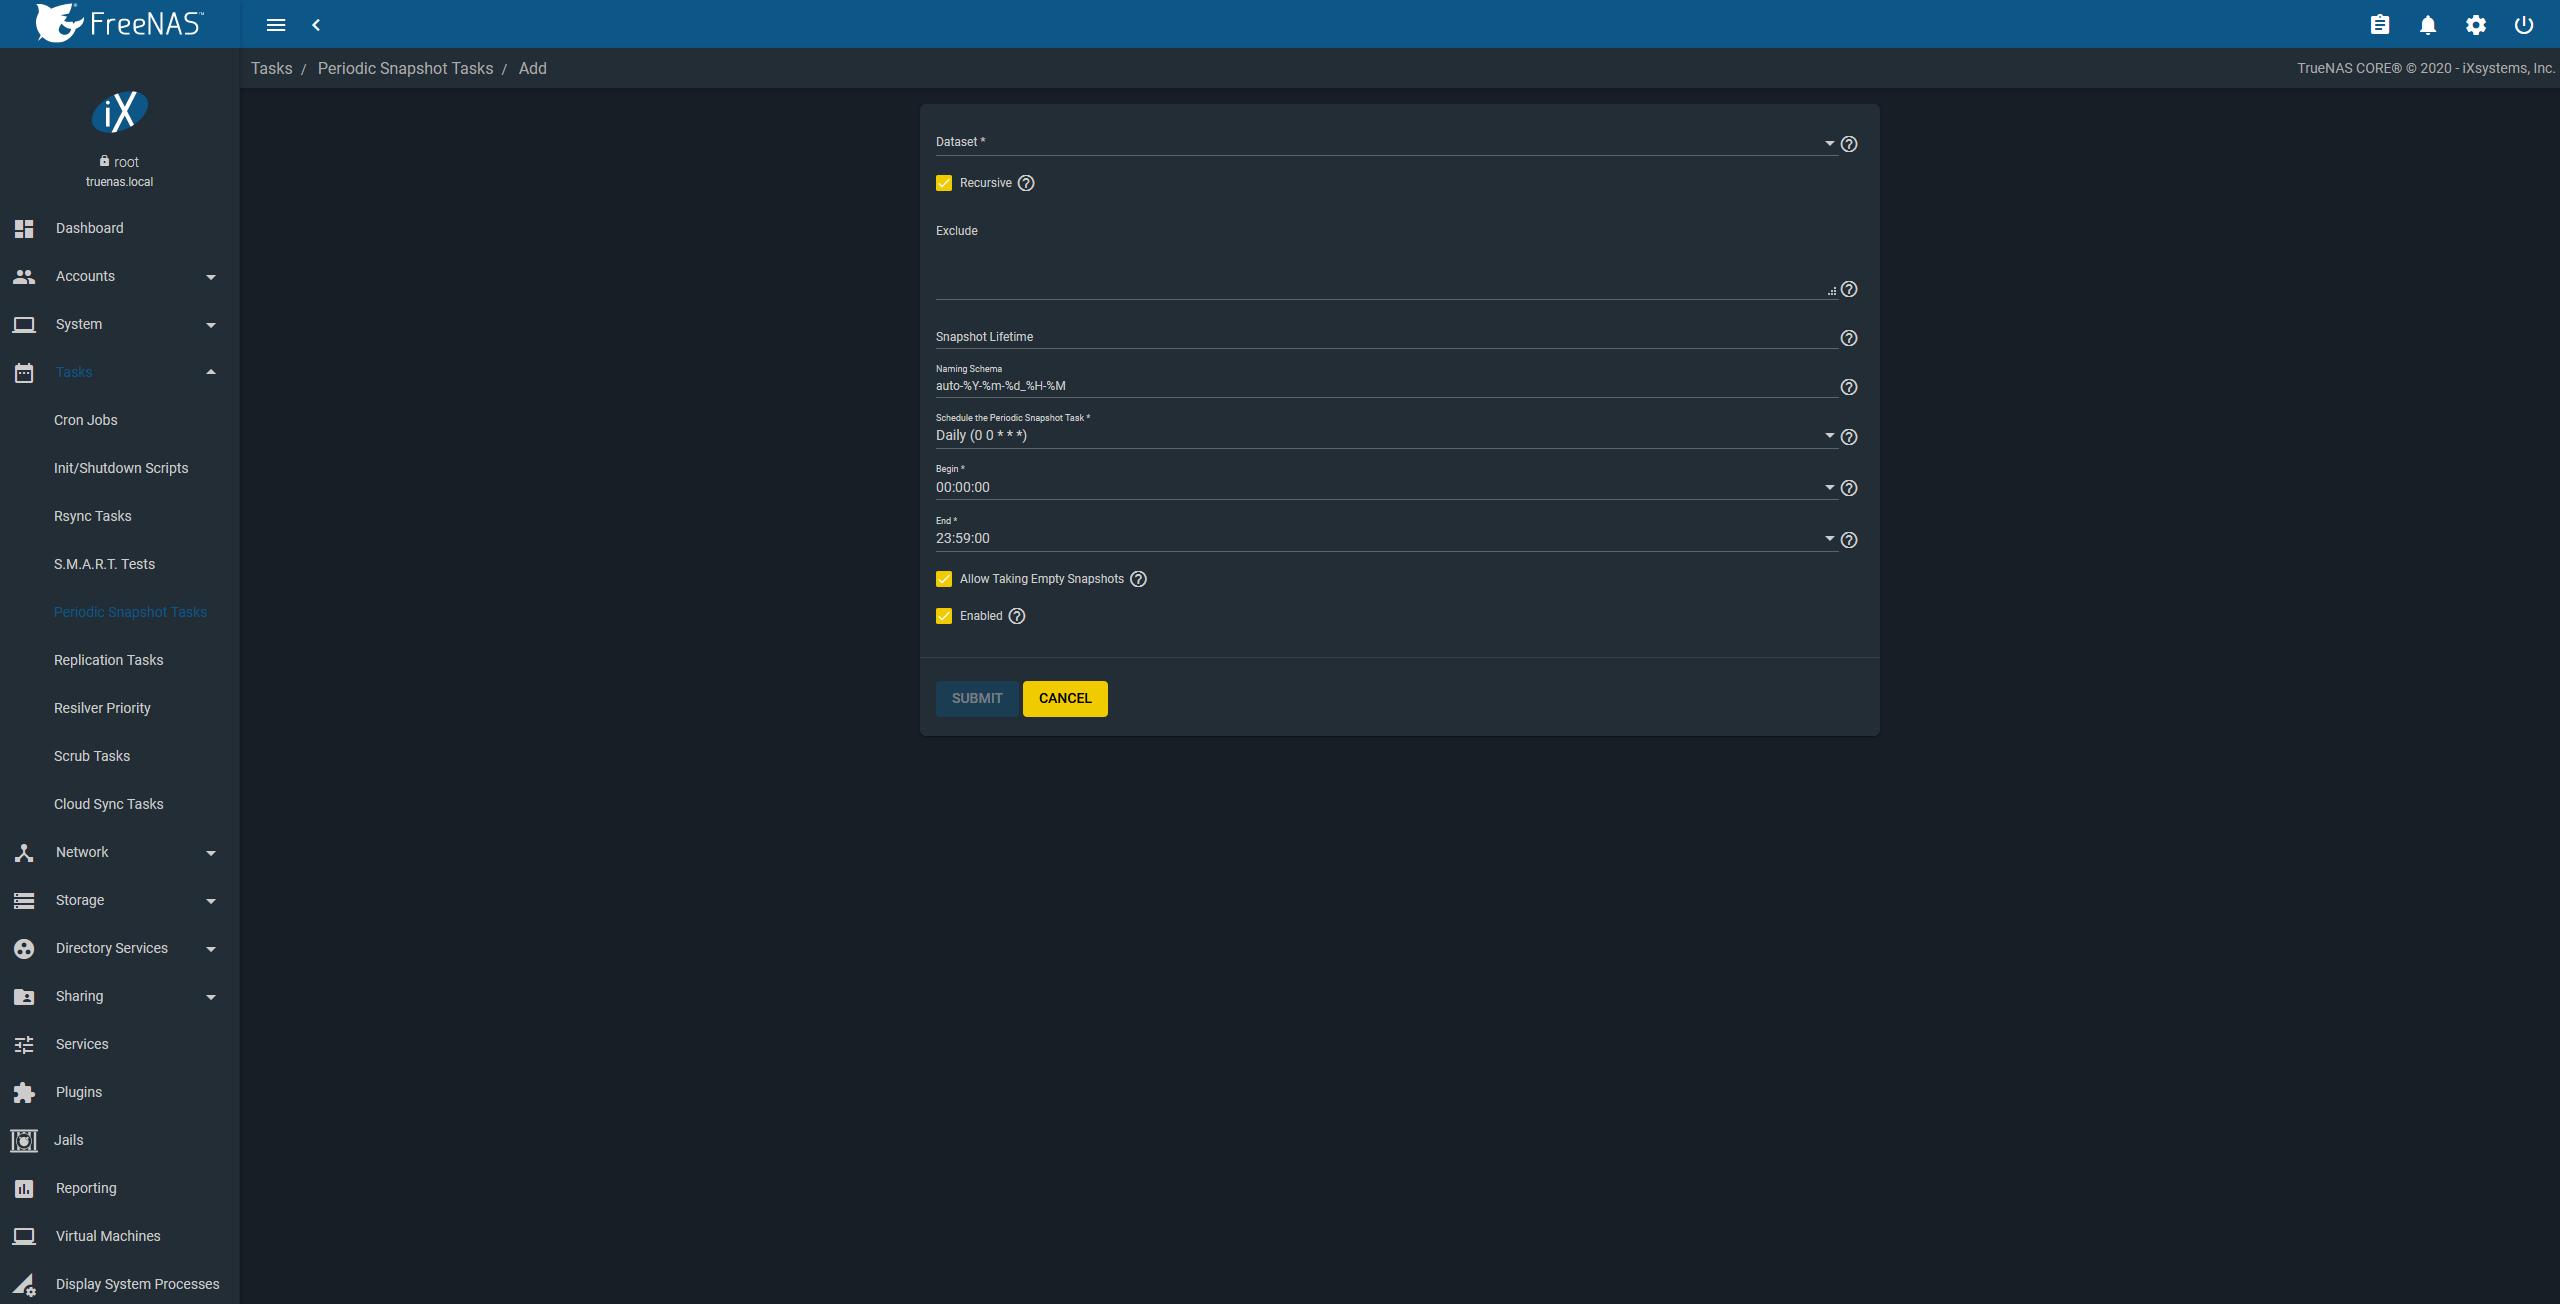 FreeNAS™
Tasks / Periodic Snapshot Tasks / Add
TrueNAS CORE® © 2020 - iXsystems, Inc.
iX
root
truenas.local
Dashboard
Accounts
System
Tasks
Cron Jobs
Init/Shutdown Scripts
Rsync Tasks
S.M.A.R.T. Tests
Periodic Snapshot Tasks
Replication Tasks
Resilver Priority
Scrub Tasks
Cloud Sync Tasks
Network
Storage
Directory Services
Sharing
Services
Plugins
Jails
Reporting
Virtual Machines
Display System Processes
Dataset *
Recursive
Exclude
Snapshot Lifetime
Naming Schema
auto-%Y-%m-%d_%H-%M
Schedule the Periodic Snapshot Task *
Daily (0 0 * * *)
Begin *
00:00:00
End *
23:59:00
Allow Taking Empty Snapshots
Enabled
SUBMIT CANCEL